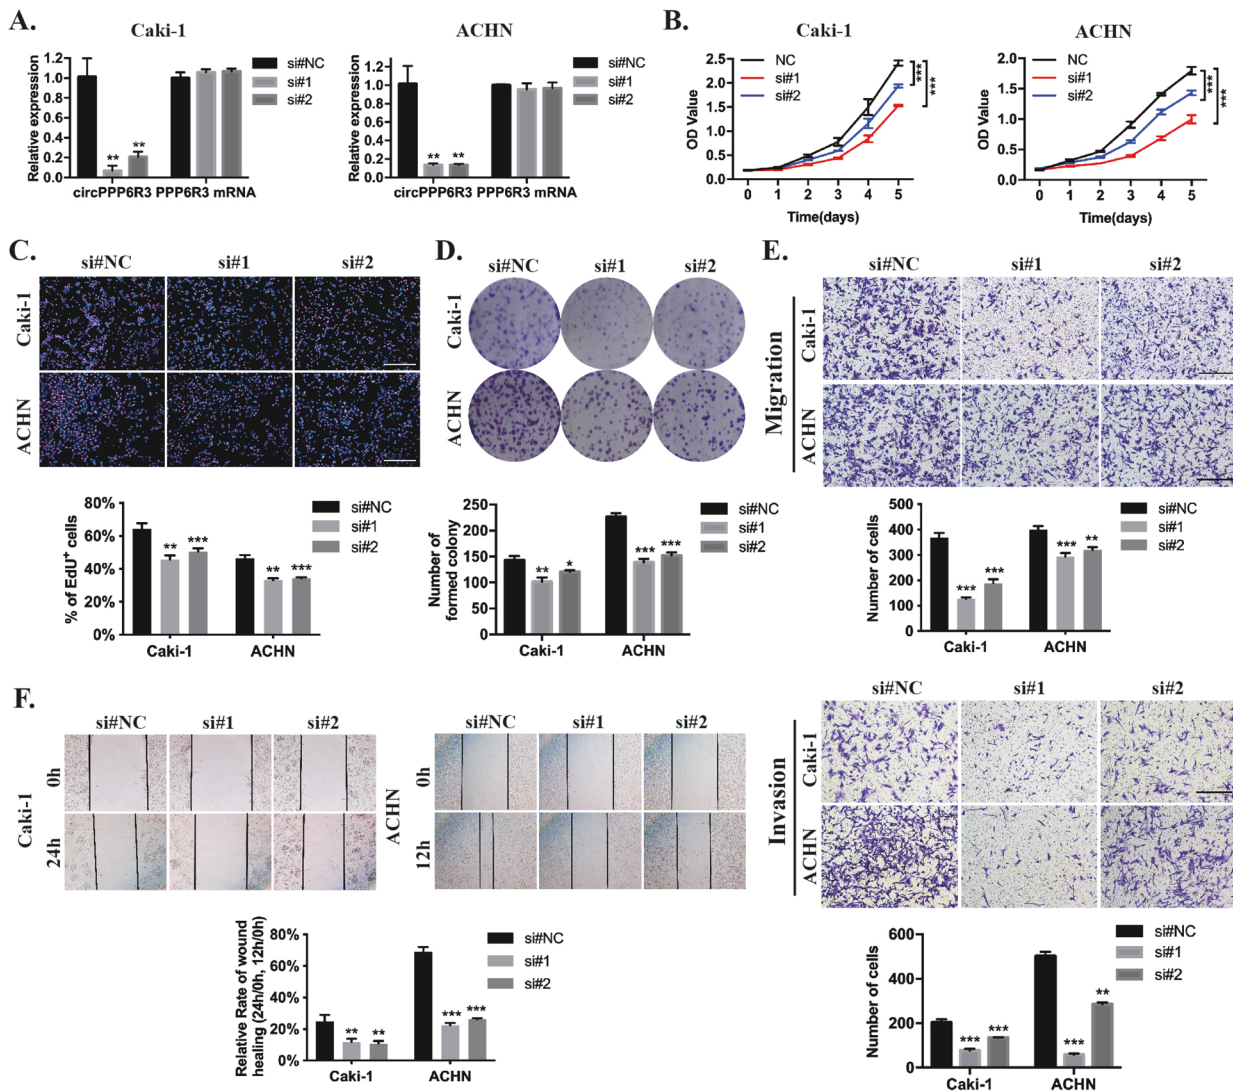 A.
Caki-1
Relative expression
1.2
1.0
0.8
0.6
0.4
0.2
0.0
** **
circPPP6R3 PPP6R3 mRNA
si#NC
si#1
si#2
ACHN
Relative expression
1.2
1.0
0.8
0.6
0.4
0.2
0.0
** **
circPPP6R3 PPP6R3 mRNA
si#NC
si#1
si#2
B.
Caki-1
OD Value
2.5
2.0
1.5
1.0
0.5
0.0
NC
si#1
si#2
***
***
0 1 2 3 4 5
Time(days)
ACHN
OD Value
2.0
1.5
1.0
0.5
0.0
NC
si#1
si#2
***
***
0 1 2 3 4 5
Time(days)
C.
si#NC si#1 si#2
Caki-1
ACHN
% of EdU+ cells
80%
60%
40%
20%
0%
** *** ** ***
Caki-1 ACHN
si#NC
si#1
si#2
D.
si#NC si#1 si#2
Caki-1
ACHN
Number of
formed colony
250
200
150
100
50
0
** * *** ***
Caki-1 ACHN
si#NC
si#1
si#2
E.
si#NC si#1 si#2
Migration
Caki-1
ACHN
Number of cells
500
400
300
200
100
0
*** *** *** **
Caki-1 ACHN
si#NC
si#1
si#2
si#NC si#1 si#2
Invasion
Caki-1
ACHN
Number of cells
600
400
200
0
*** *** *** **
Caki-1 ACHN
si#NC
si#1
si#2
F.
si#NC si#1 si#2
Caki-1
0h
24h
si#NC si#1 si#2
ACHN
0h
12h
Relative Rate of wound
healing (24h/0h, 12h/0h)
80%
60%
40%
20%
0%
** ** *** ***
Caki-1 ACHN
si#NC
si#1
si#2